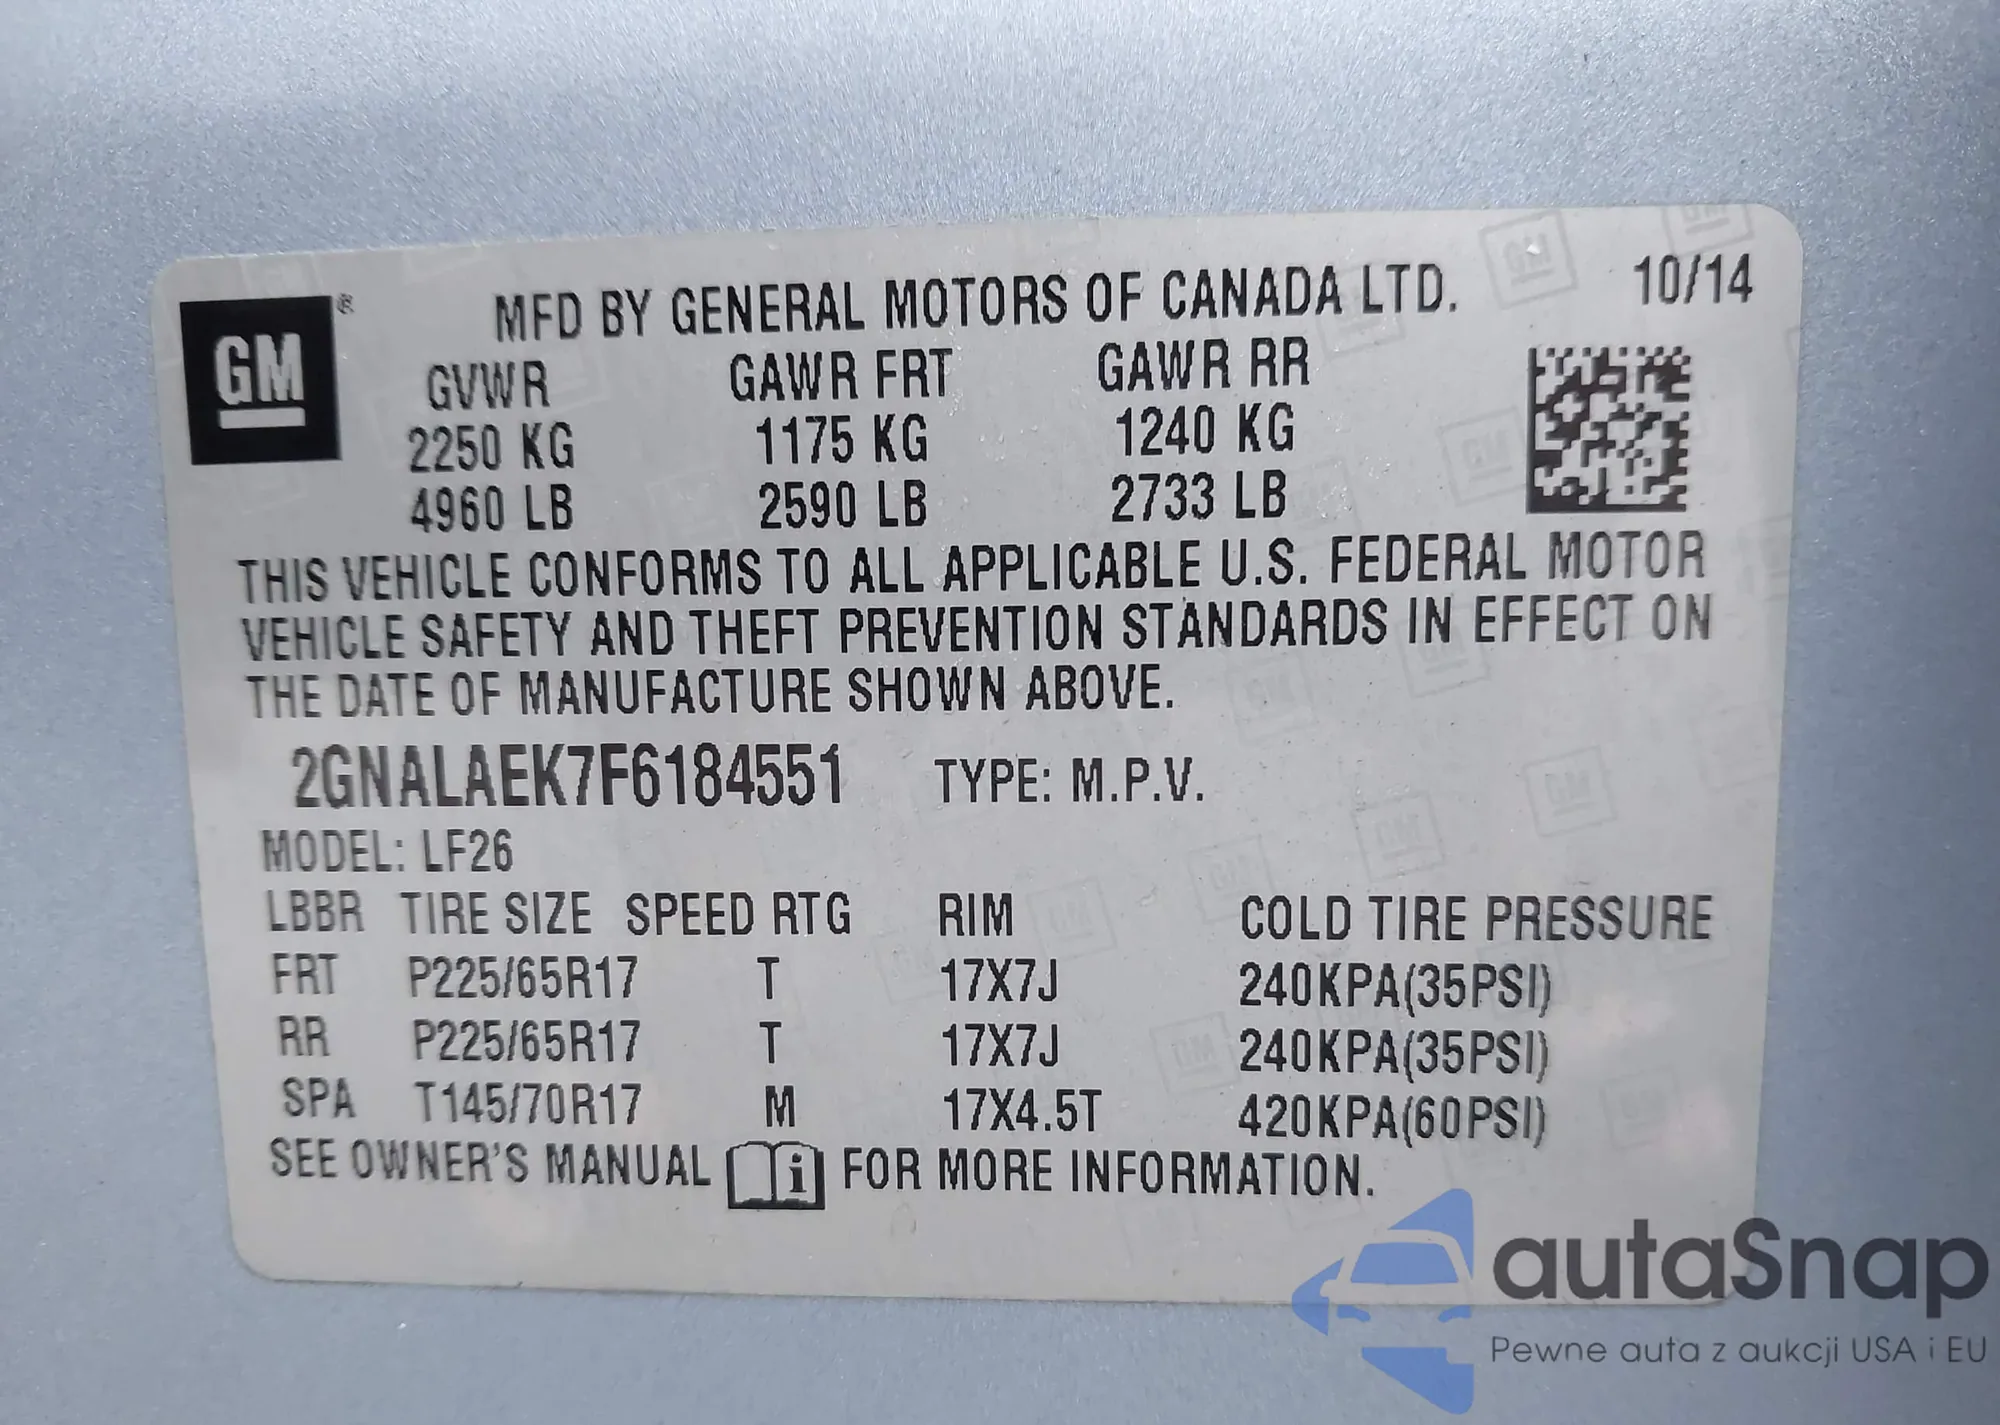 GM ®
MFD BY GENERAL MOTORS OF CANADA LTD. 10/14
GVWR GAWR FRT GAWR RR
2250 KG 1175 KG 1240 KG
4960 LB 2590 LB 2733 LB
THIS VEHICLE CONFORMS TO ALL APPLICABLE U.S. FEDERAL MOTOR
VEHICLE SAFETY AND THEFT PREVENTION STANDARDS IN EFFECT ON
THE DATE OF MANUFACTURE SHOWN ABOVE.
2GNALAEK7F6184551 TYPE: M.P.V.
MODEL: LF26
LBBR TIRE SIZE SPEED RTG RIM COLD TIRE PRESSURE
FRT P225/65R17 T 17X7J 240KPA(35PSI)
RR P225/65R17 T 17X7J 240KPA(35PSI)
SPA T145/70R17 M 17X4.5T 420KPA(60PSI)
SEE OWNER'S MANUAL i FOR MORE INFORMATION.
autaSnap
Pewne auta z aukcji USA i EU